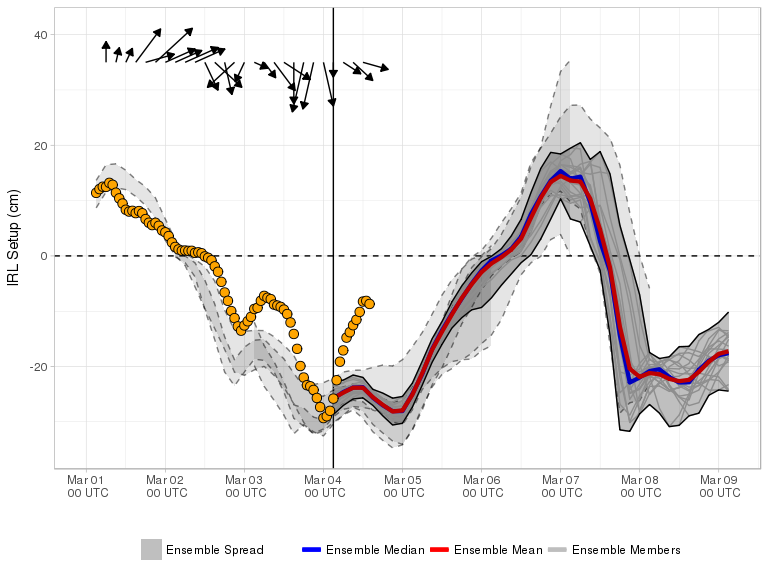 IRL Setup (cm)
40
20
0
-20
Mar 01 Mar 02 Mar 03 Mar 04 Mar 05 Mar 06 Mar 07 Mar 08 Mar 09
00 UTC 00 UTC 00 UTC 00 UTC 00 UTC 00 UTC 00 UTC 00 UTC 00 UTC
Ensemble Spread Ensemble Median Ensemble Mean Ensemble Members